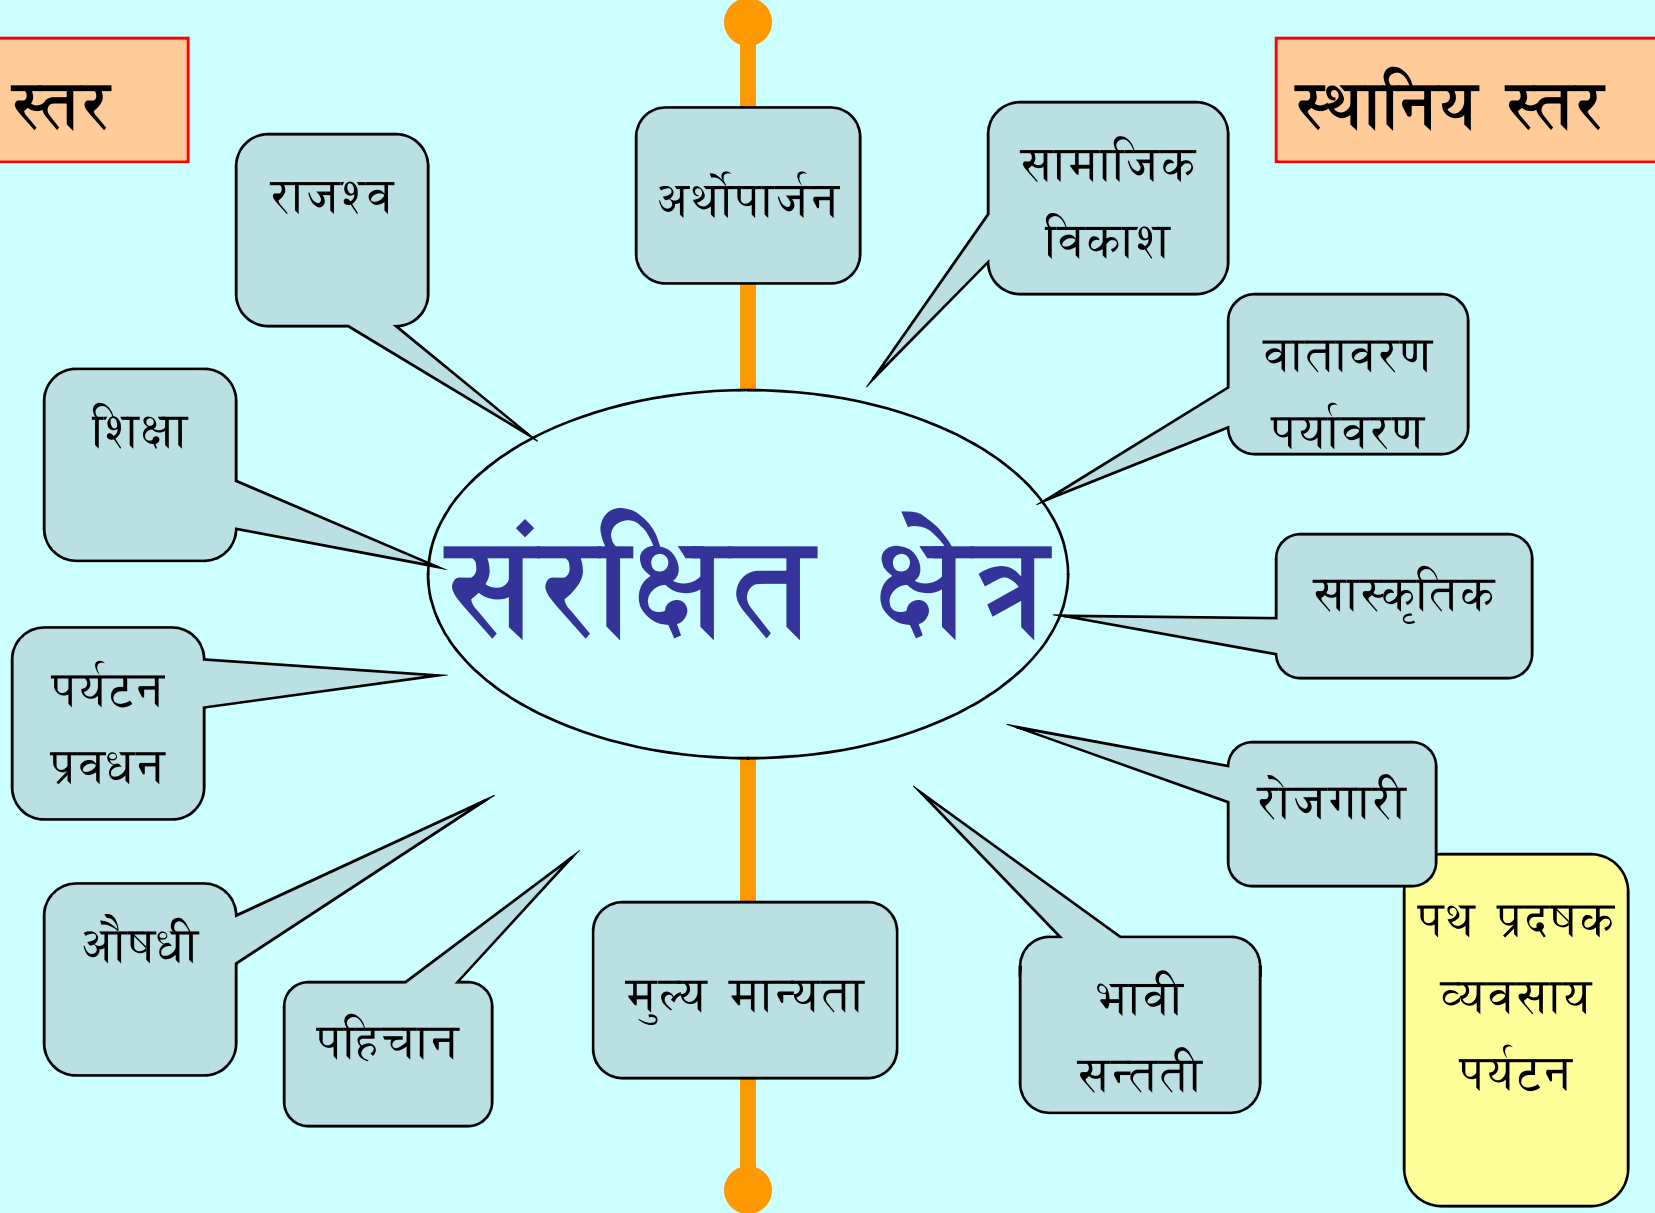 स्तर
स्थानिय स्तर
राजश्व
अर्थोपार्जन
सामाजिक
विकाश
वातावरण
पर्यावरण
शिक्षा
संरक्षित क्षेत्र
सास्कृतिक
पर्यटन
प्रवधन
रोजगारी
औषधी
पहिचान
मुल्य मान्यता
भावी
सन्तती
पथ प्रदषक
व्यवसाय
पर्यटन